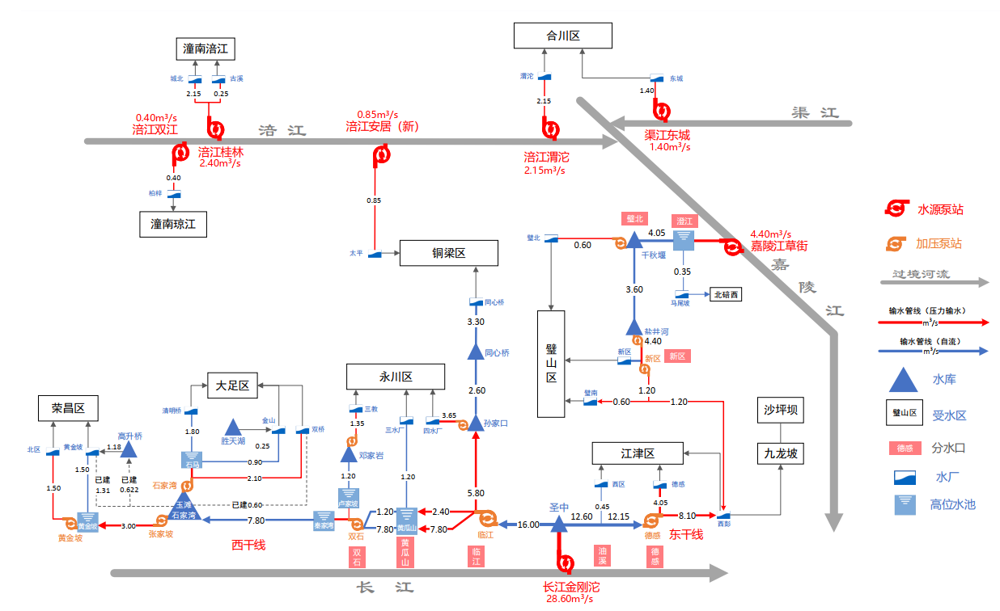 合川区
潼南涪江
城北
古溪
2.15
0.25
渭沱
2.15
东城
1.40
0.40m³/s
涪江双江
涪江桂林
2.40m³/s
涪江
0.85m³/s
涪江安居（新）
涪江渭沱
2.15m³/s
渠江东城
1.40m³/s
渠江
0.40
柏梓
潼南琼江
0.85
太平
铜梁区
同心桥
3.30
同心桥
2.60
孙家口
璧北
澄江
璧北
0.60
4.05
千秋堰
4.40m³/s
嘉陵江草街
嘉陵江
0.35
马尾坡
北碚西
3.60
盐井河
4.40
新区
新区
新区
璧山区
璧南
0.60
1.20
1.20
水源泵站
加压泵站
过境河流
输水管线（压力输水）
m³/s
输水管线（自流）
m³/s
水库
璧山区
受水区
德感
分水口
水厂
高位水池
荣昌区
北区
黄金坡
1.18
高升桥
1.50
1.50
已建
1.31
已建
0.622
黄金坡
黄金坡
3.00
张家坡
大足区
清明桥
1.80
胜天湖
金山
0.25
双桥
石马
0.90
2.10
石家湾
玉滩
石家湾
已建0.60
7.80
西干线
永川区
三教
1.35
邓家岩
1.20
卢家坡
秦家湾
双石
双石
三水厂
四水厂
3.65
1.20
1.20
7.80
黄瓜山
黄瓜山
2.40
7.80
5.80
临江
临江
16.00
圣中
12.60
12.15
江津区
西区
0.45
德感
4.05
德感
8.10
东干线
西彭
沙坪坝
九龙坡
油溪
德感
长江
长江金刚沱
28.60m³/s